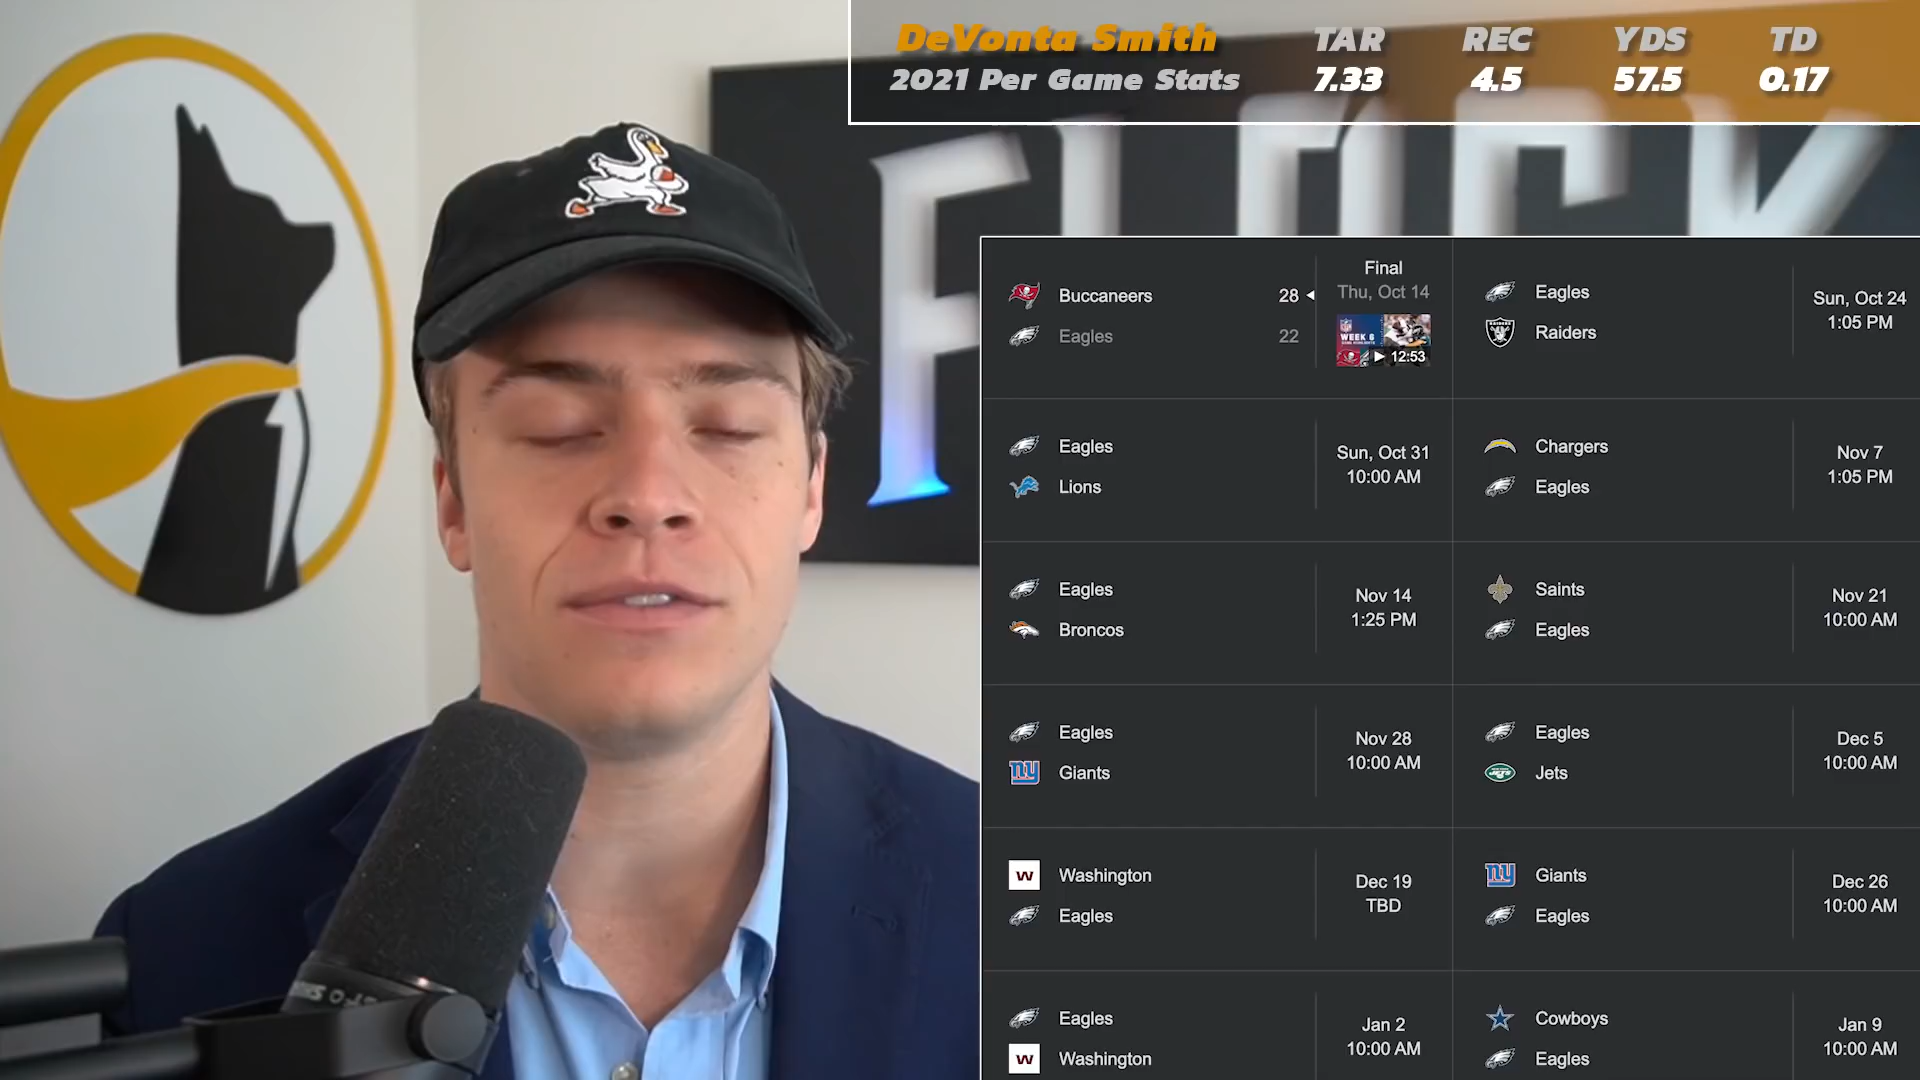 DeVonta Smith TAR REC YDS TD
2021 Per Game Stats 7.33 4.5 57.5 0.17
FLOCK
Buccaneers 28
Eagles 22
Final
Thu, Oct 14
WEEK 6
12:53
Eagles
Raiders
Sun, Oct 24
1:05 PM
Eagles
Lions
Sun, Oct 31
10:00 AM
Chargers
Eagles
Nov 7
1:05 PM
Eagles
Broncos
Nov 14
1:25 PM
Saints
Eagles
Nov 21
10:00 AM
Eagles
ny
Giants
Nov 28
10:00 AM
Eagles
JETS
Jets
Dec 5
10:00 AM
W
Washington
Eagles
Dec 19
TBD
ny
Giants
Eagles
Dec 26
10:00 AM
Eagles
W
Washington
Jan 2
10:00 AM
Cowboys
Eagles
Jan 9
10:00 AM